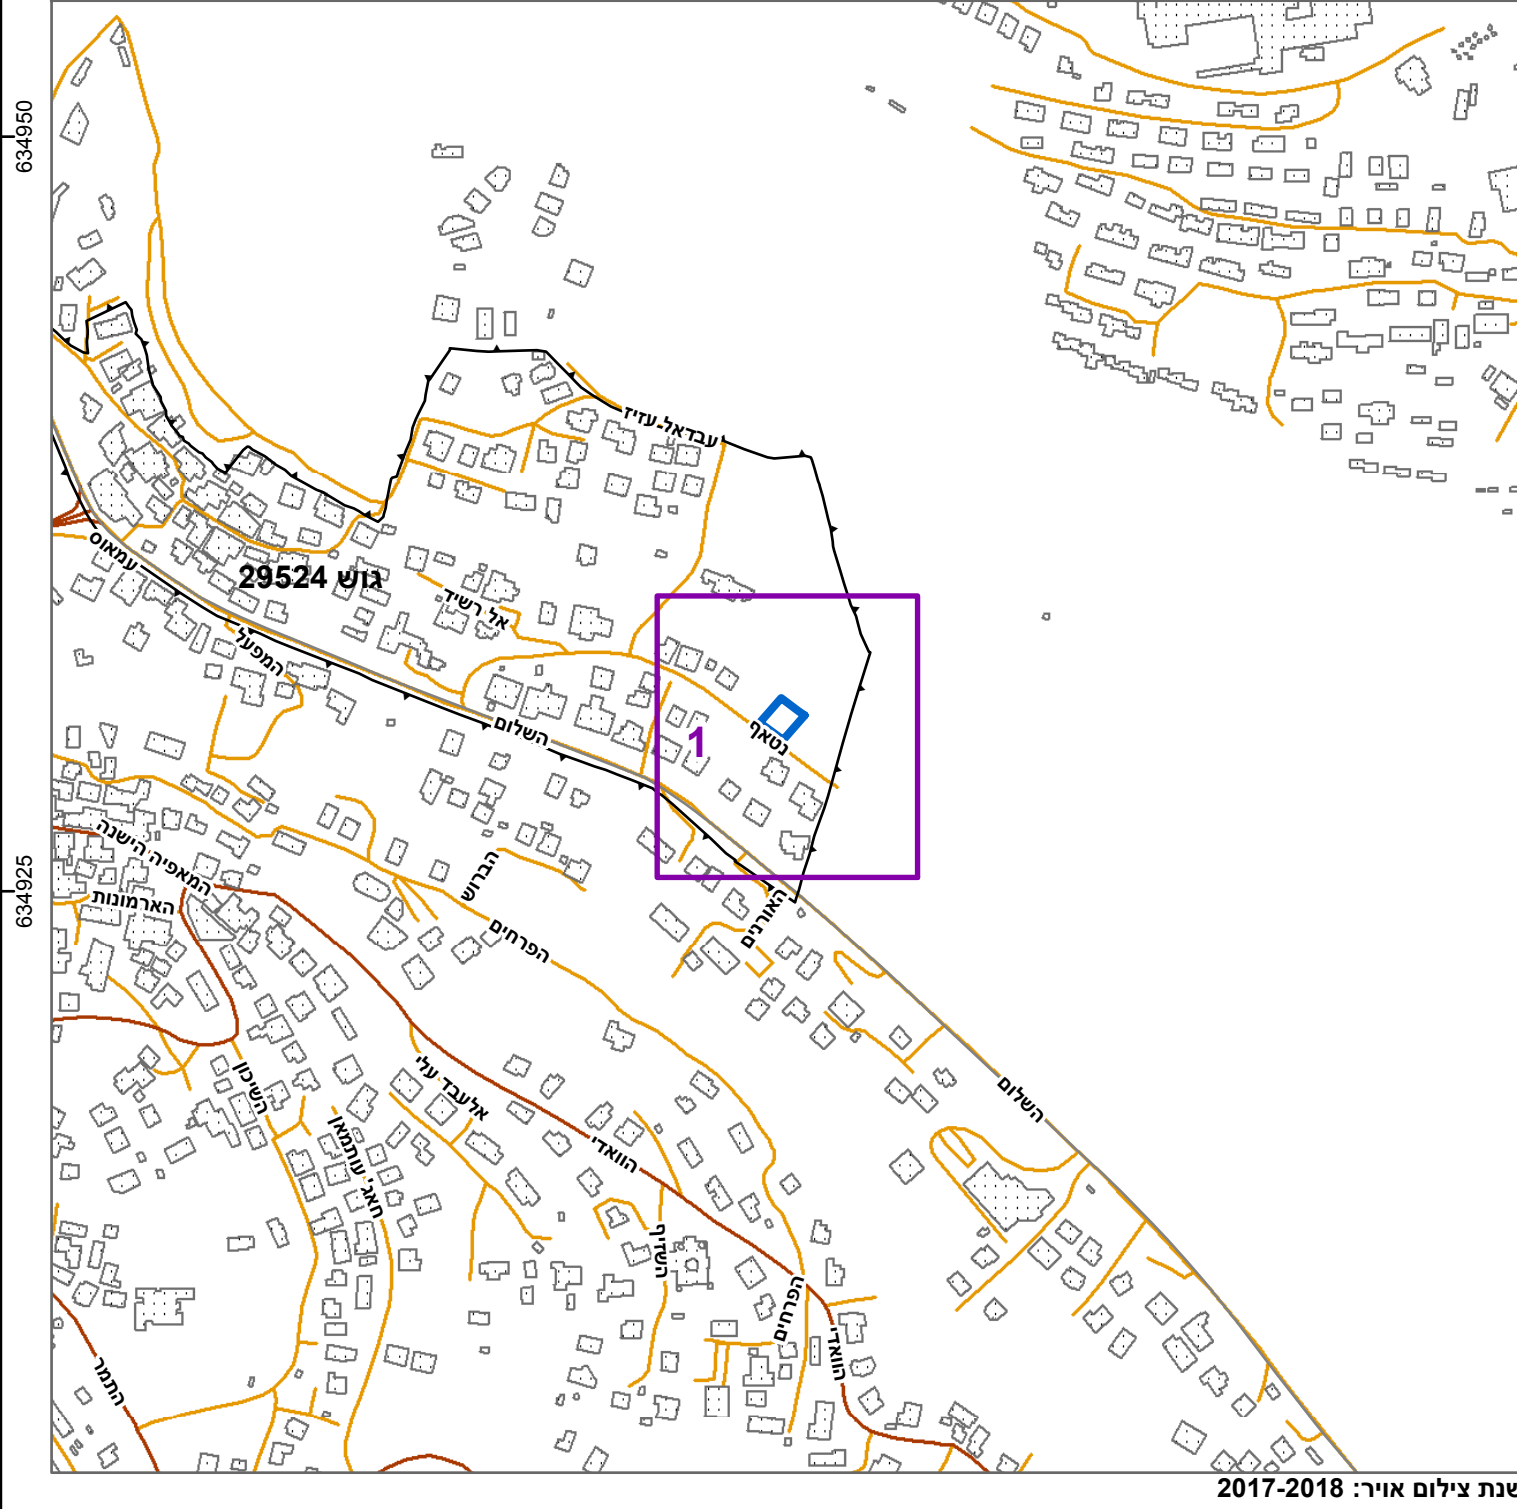 634950
עבדאל-עזיז
עמאוס
גוש 29524
אל רשיד
המפעל
השלום
1
נטאף
634925
המאפיה הישנה
הארמונות
הברוש
הפרחים
האורנים
השיכון
אלעבד עלי
השלום
חאג' עותמאן
הוואדי
השזיף
הפרחים
הוואדי
התמר
שנת צילום אויר: 2017-2018